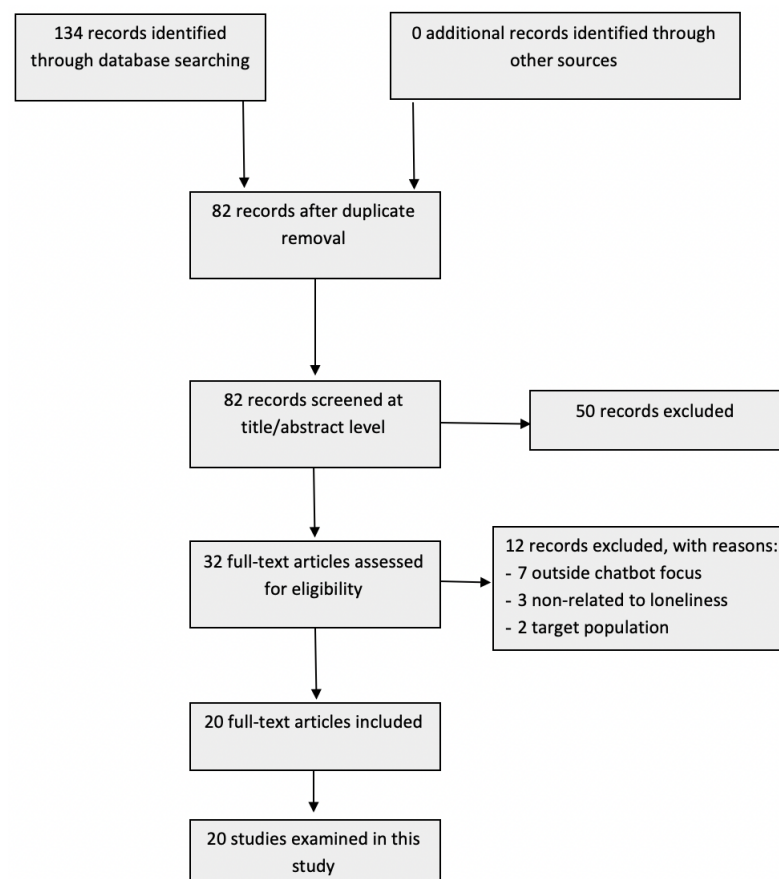 134 records identified
through database searching
0 additional records identified through
other sources
82 records after duplicate
removal
82 records screened at
title/abstract level
50 records excluded
32 full-text articles assessed
for eligibility
12 records excluded, with reasons:
- 7 outside chatbot focus
- 3 non-related to loneliness
- 2 target population
20 full-text articles included
20 studies examined in this
study